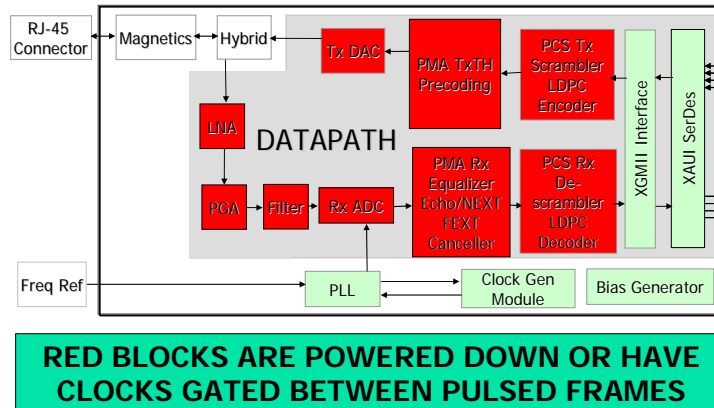 RJ-45
Connector
Magnetics
Hybrid
Tx DAC
PMA TxTH
Precoding
PCS Tx
Scrambler
LDPC
Encoder
XGMII Interface
XAUI SerDes
LNA
DATAPATH
PGA
Filter
Rx ADC
PMA Rx
Equalizer
Echo/NEXT
FEXT
Canceller
PCS Rx
De-
scrambler
LDPC
Decoder
Freq Ref
PLL
Clock Gen
Module
Bias Generator
RED BLOCKS ARE POWERED DOWN OR HAVE
CLOCKS GATED BETWEEN PULSED FRAMES